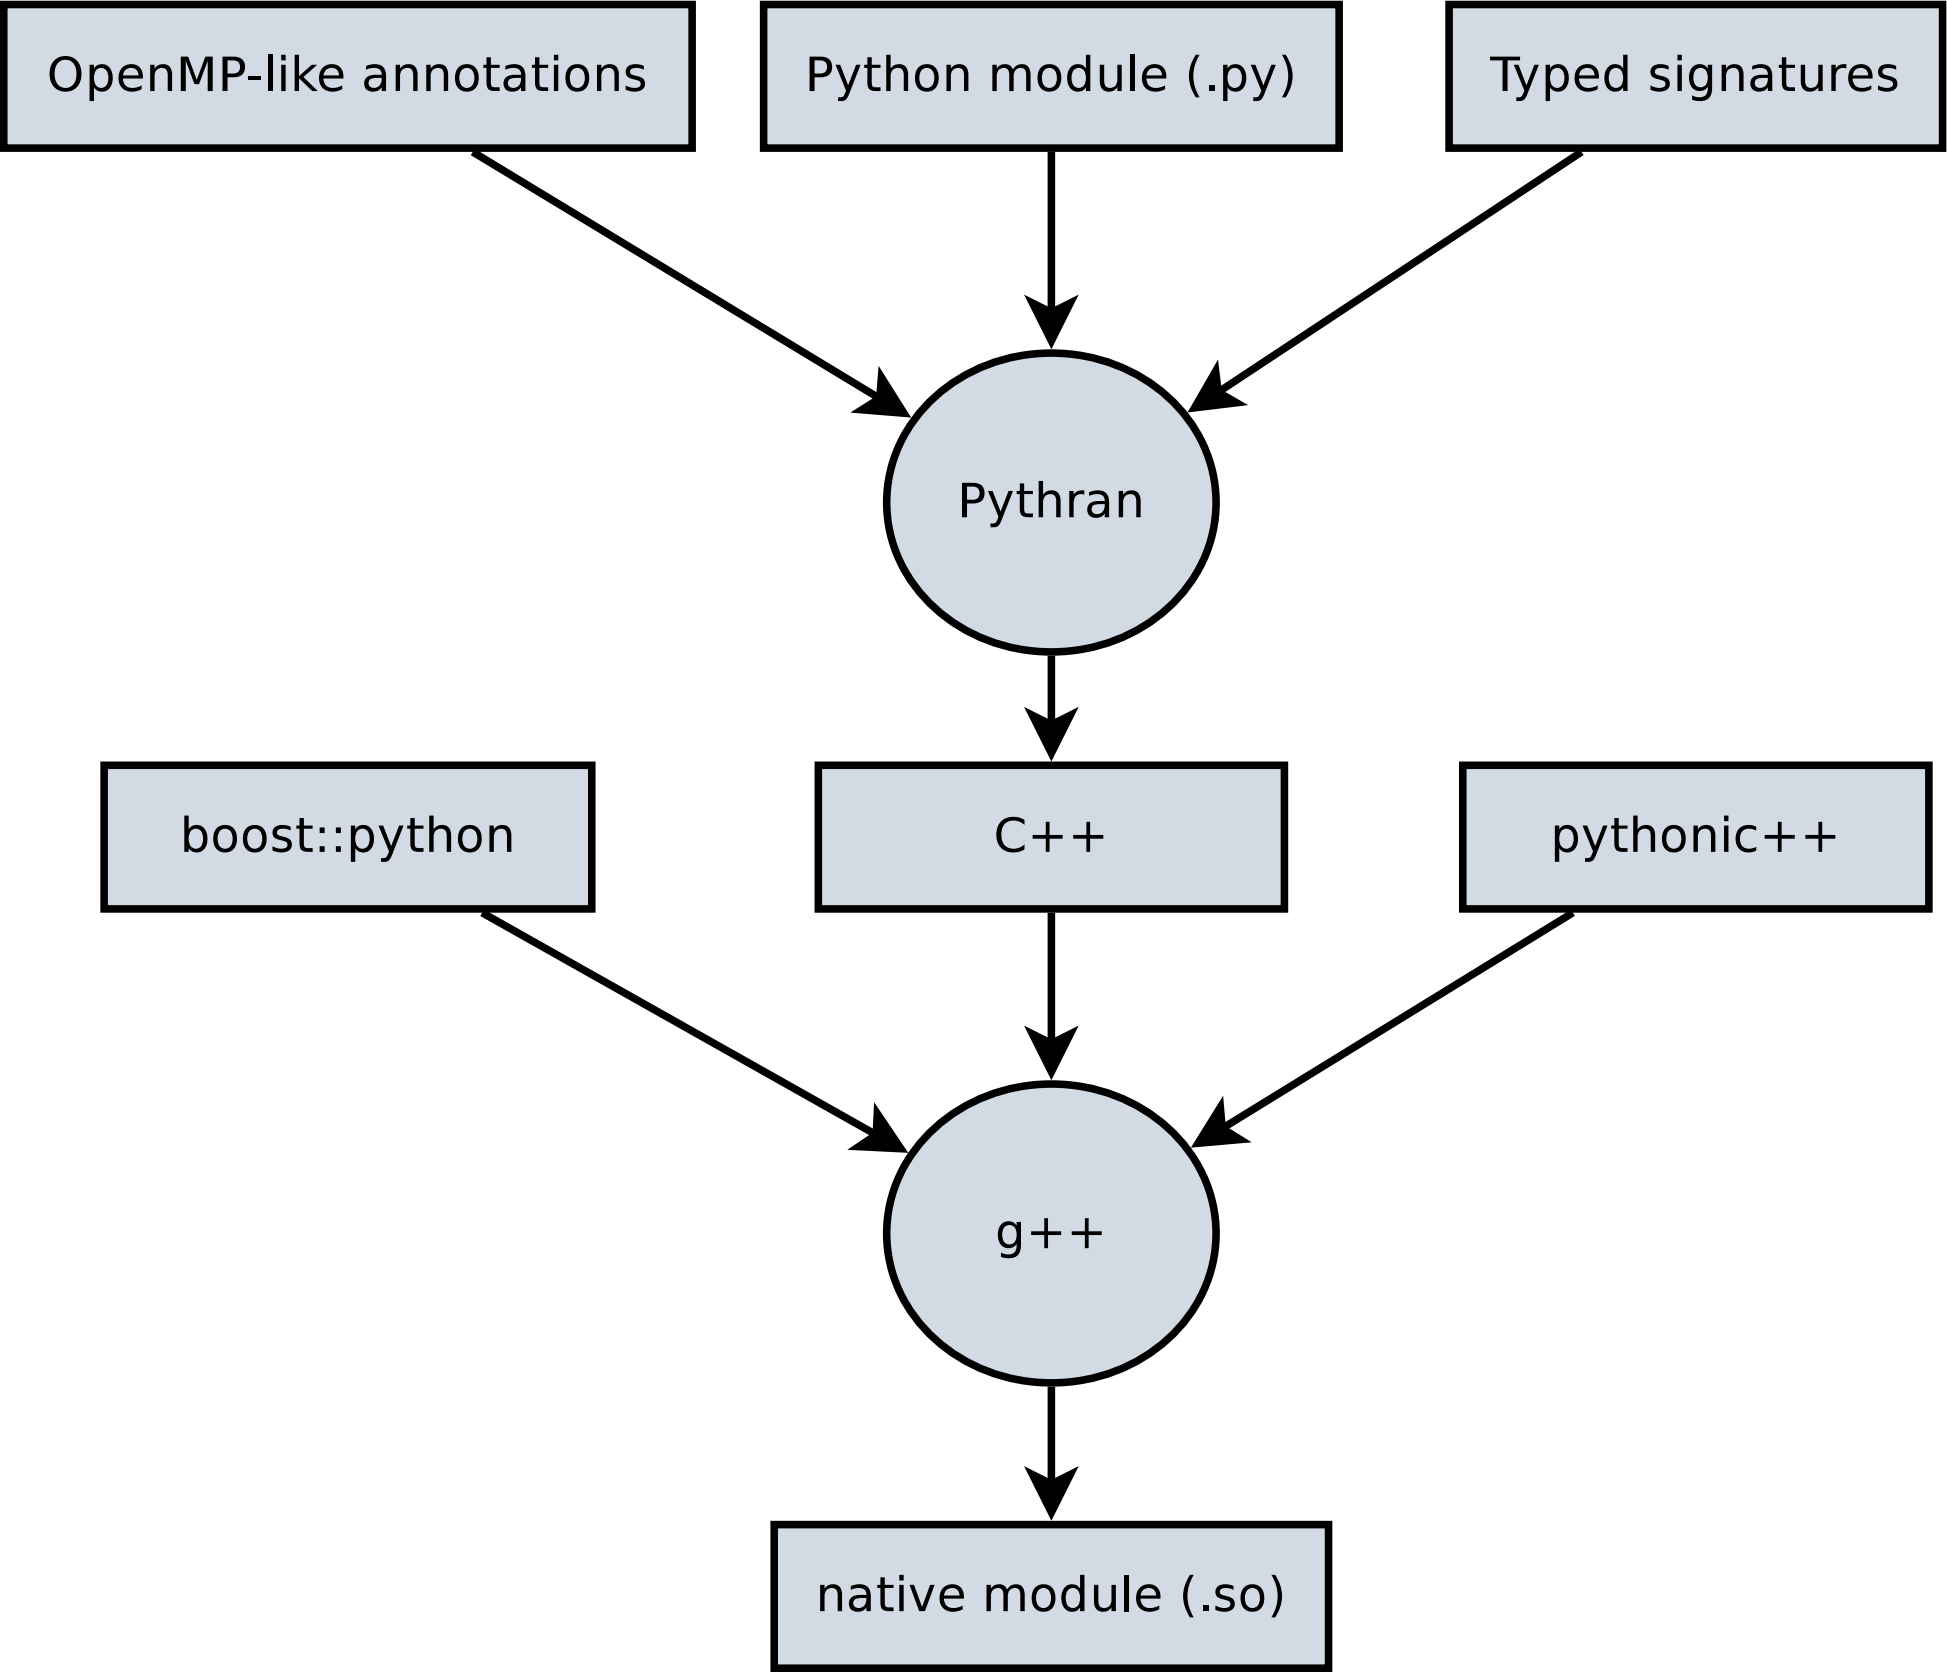 OpenMP-like annotations
Python module (.py)
Typed signatures
Pythran
boost::python
C++
pythonic++
g++
native module (.so)